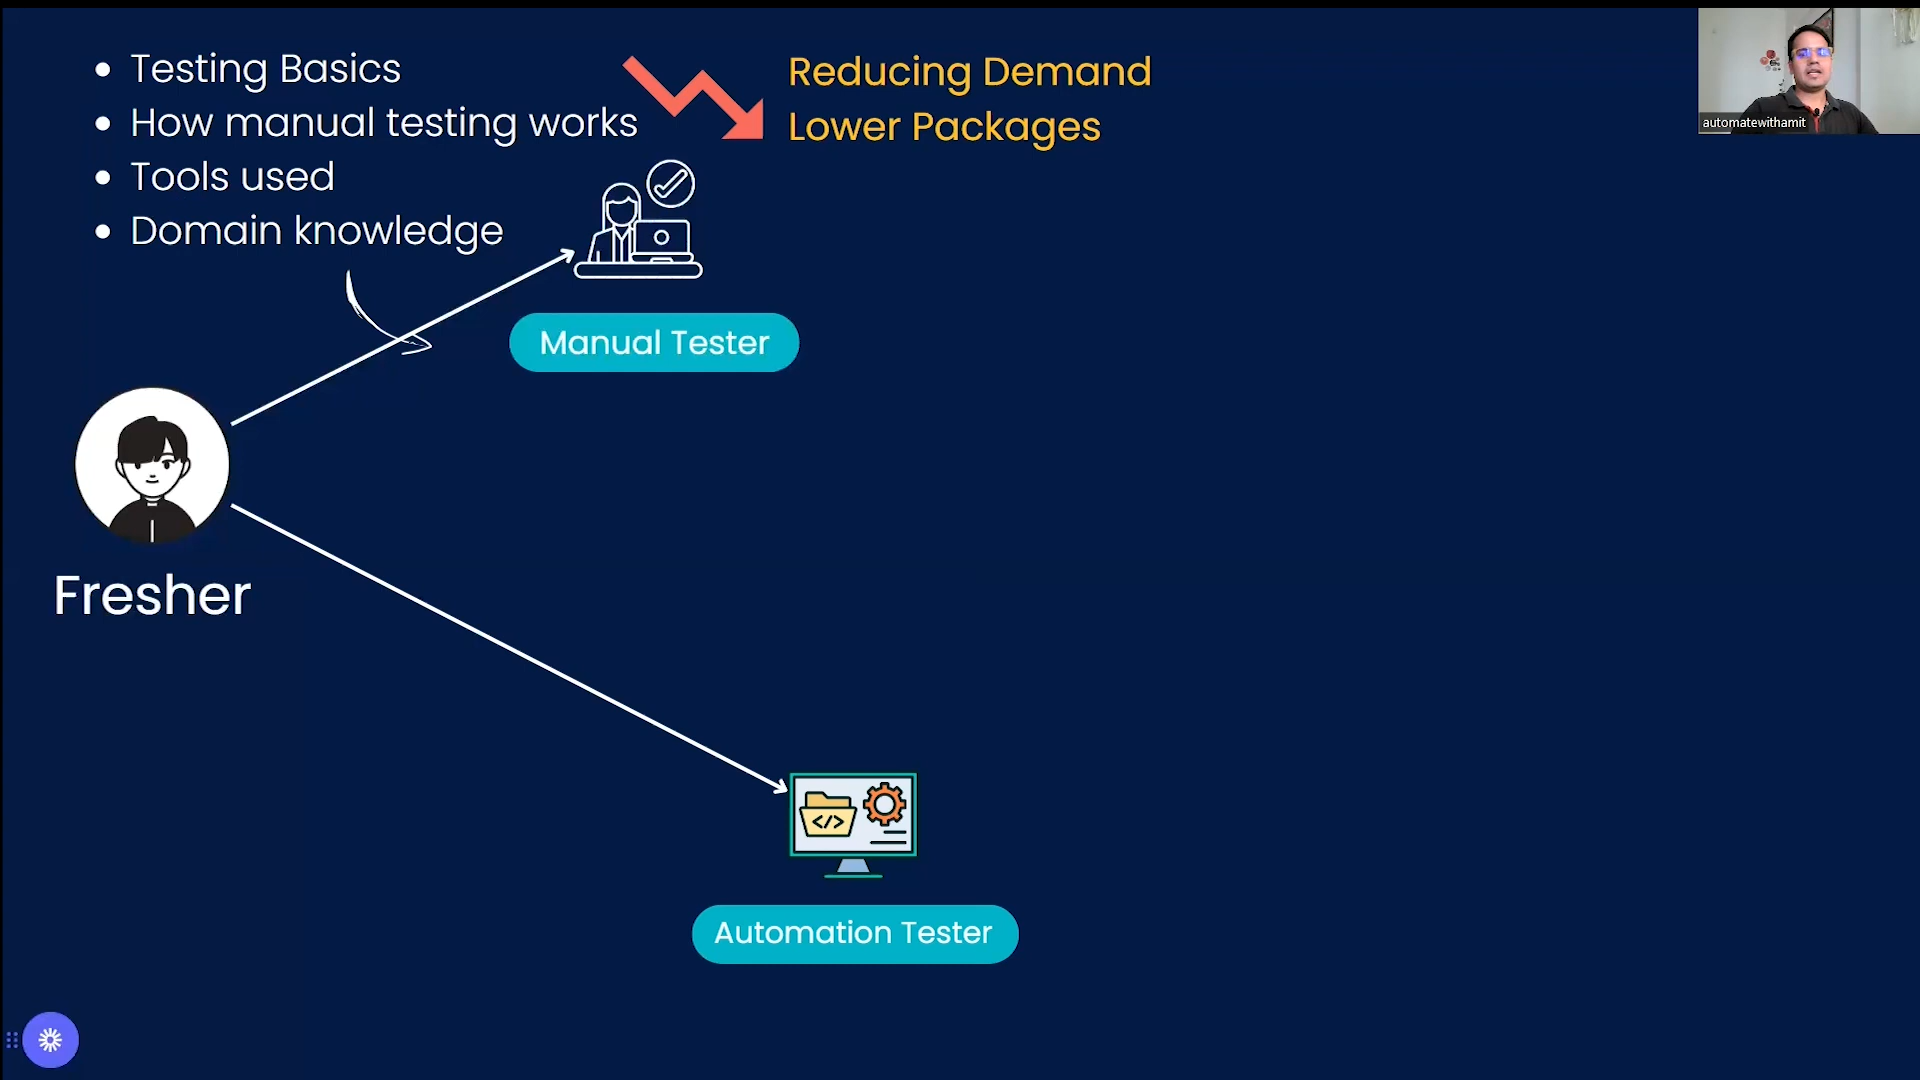 Testing Basics
How manual testing works
Tools used
Domain knowledge
Reducing Demand
Lower Packages
automatewithamit
Manual Tester
Fresher
</>
Automation Tester